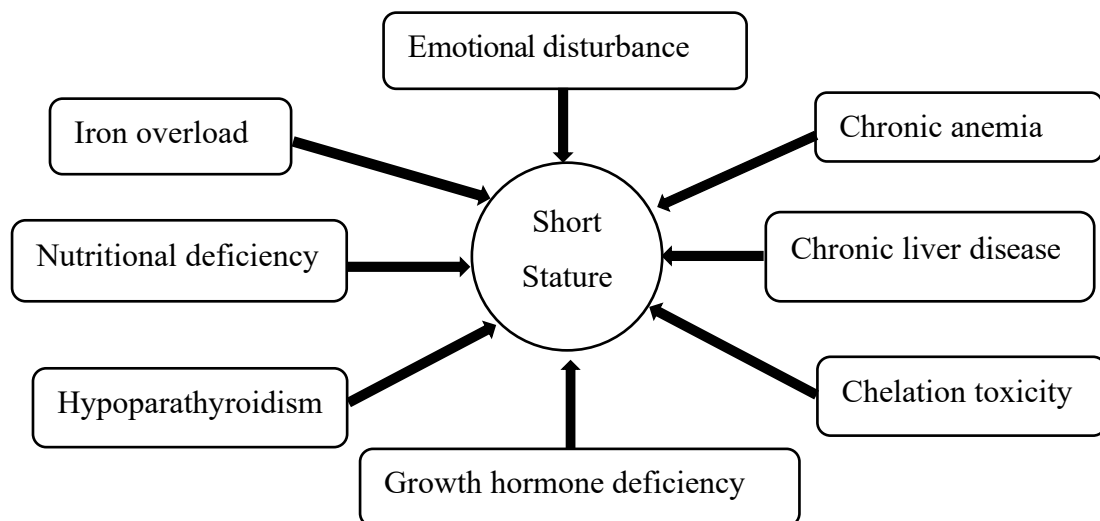 Emotional disturbance
Iron overload
Chronic anemia
Short
Stature
Nutritional deficiency
Chronic liver disease
Hypoparathyroidism
Chelation toxicity
Growth hormone deficiency